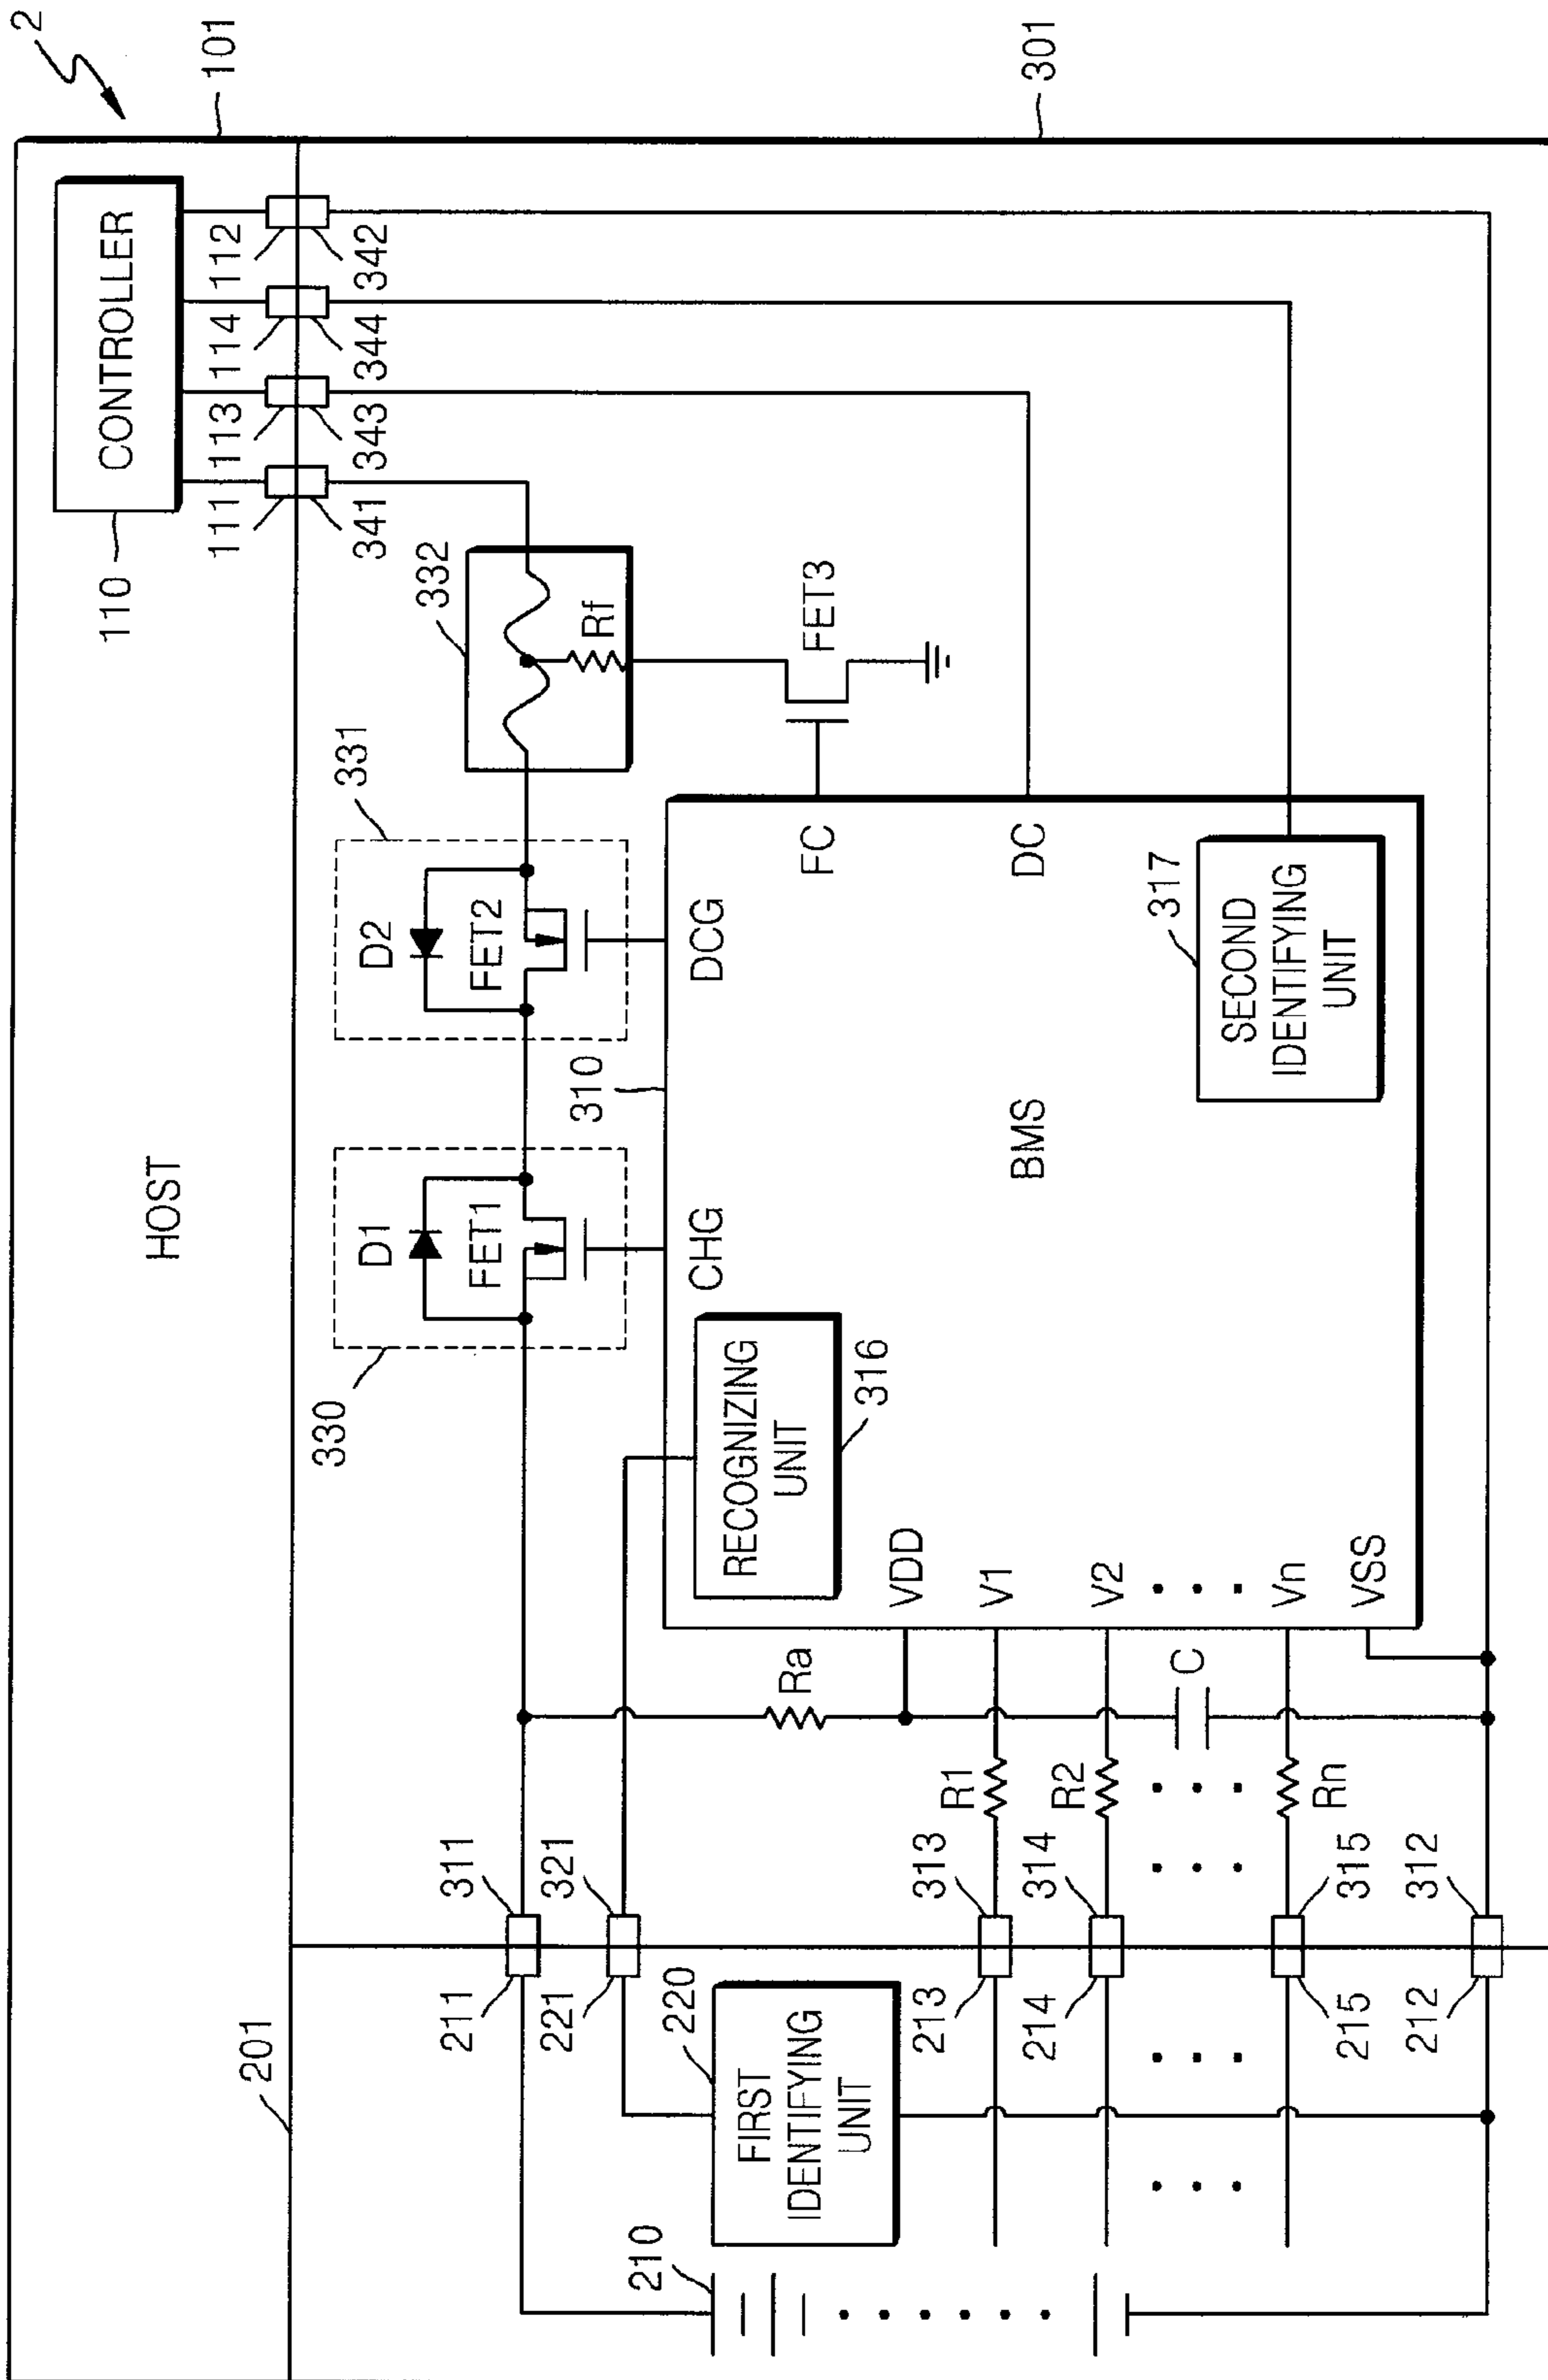 2
101
301
HOST
CONTROLLER
110
111
113
114
112
341
343
344
342
201
330
331
332
D1
FET1
D2
FET2
Rf
FET3
310
211
311
221
321
CHG
DCG
FC
DC
BMS
RECOGNIZING
UNIT
316
SECOND
IDENTIFYING
UNIT
317
VDD
V1
V2
Vn
VSS
Ra
C
R1
R2
Rn
210
220
FIRST
IDENTIFYING
UNIT
213
313
214
314
215
315
212
312